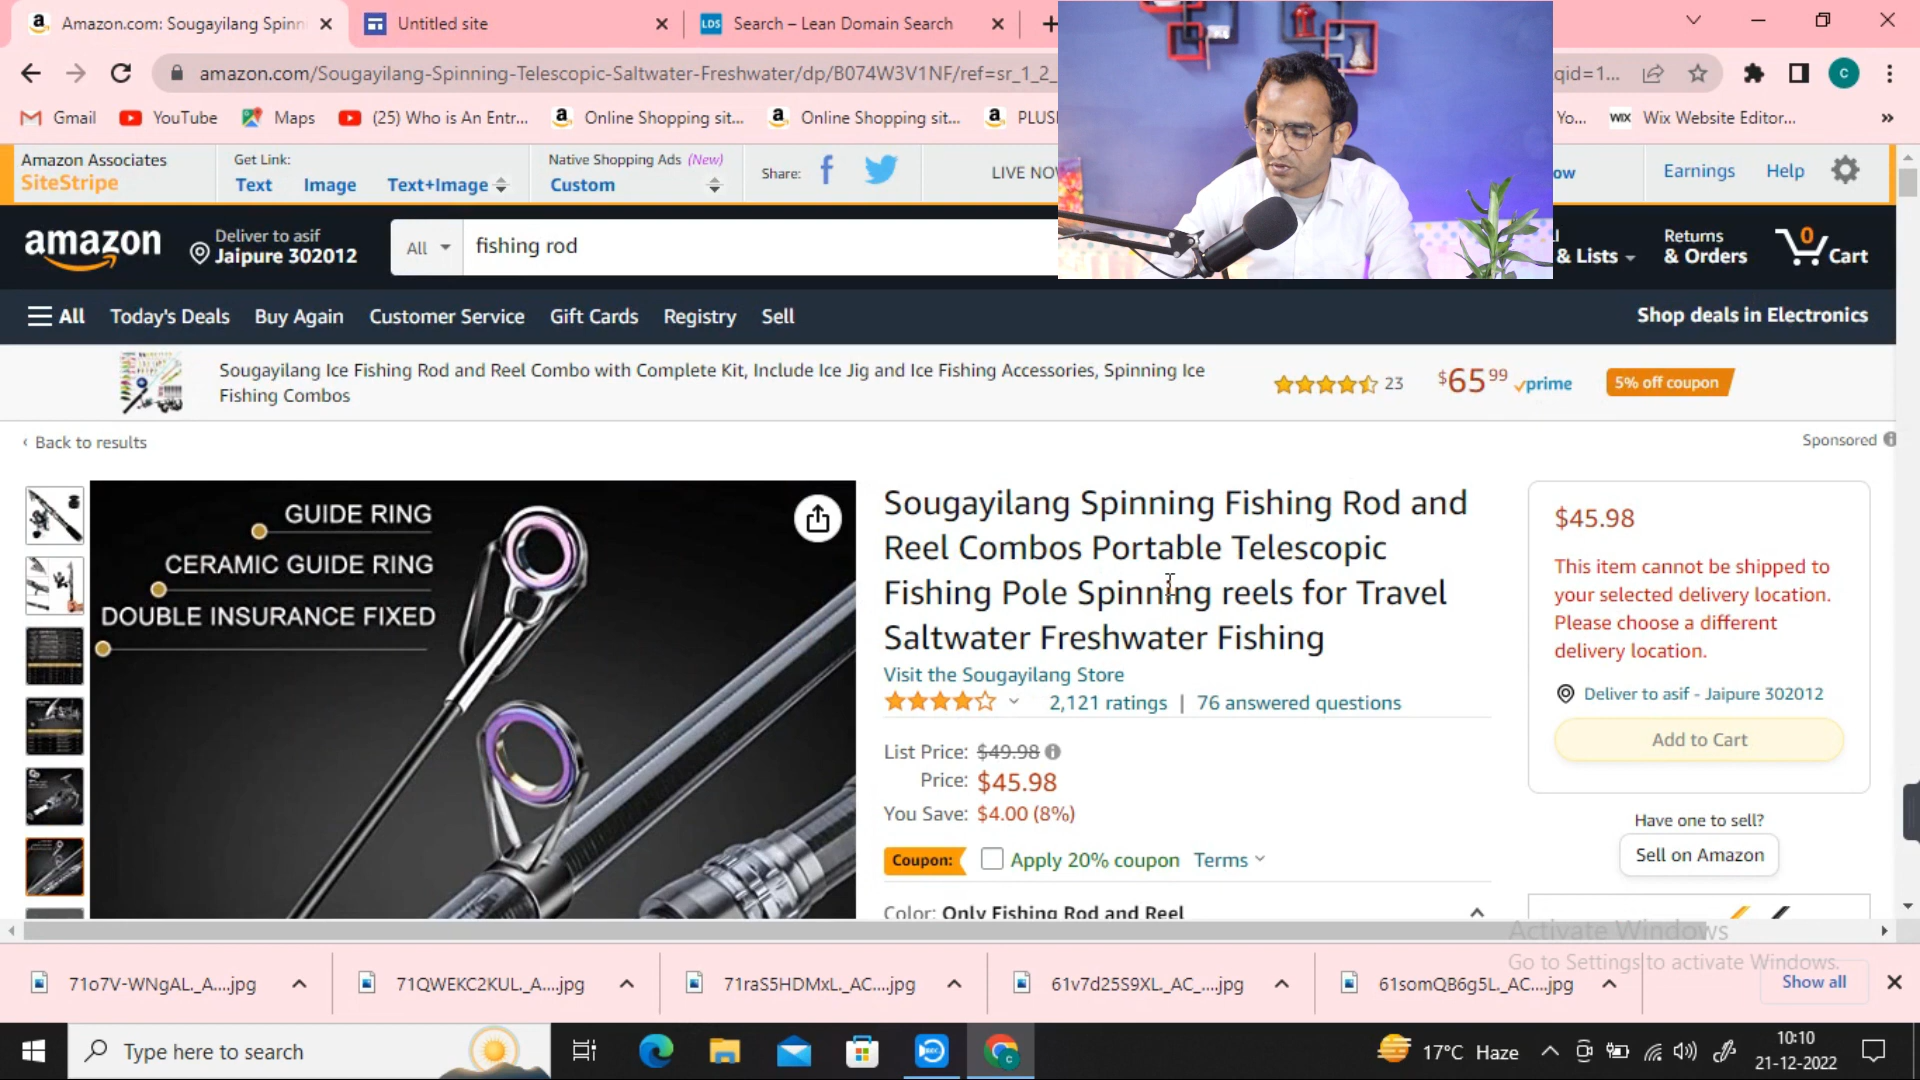 Amazon.com: Sougayilang Spinn
Untitled site
LDS
Search – Lean Domain Search
amazon.com/Sougayilang-Spinning-Telescopic-Saltwater-Freshwater/dp/B074W3V1NF/ref=sr_1_2_
qid=1...
C
Gmail
YouTube
Maps
(25) Who is An Entr...
Online Shopping sit...
Online Shopping sit...
PLUS
Yo...
WIX
Wix Website Editor...
»
Amazon Associates
SiteStripe
Get Link:
Text
Image
Text+Image
Native Shopping Ads (New)
Custom
Share:
LIVE NO
ow
Earnings
Help
amazon
Deliver to asif
Jaipure 302012
All
fishing rod
& Lists
Returns
& Orders
0
Cart
All
Today's Deals
Buy Again
Customer Service
Gift Cards
Registry
Sell
Shop deals in Electronics
Sougayilang Ice Fishing Rod and Reel Combo with Complete Kit, Include Ice Jig and Ice Fishing Accessories, Spinning Ice
Fishing Combos
23
$65 99
prime
5% off coupon
‹ Back to results
Sponsored
GUIDE RING
CERAMIC GUIDE RING
DOUBLE INSURANCE FIXED
Sougayilang Spinning Fishing Rod and
Reel Combos Portable Telescopic
Fishing Pole Spinning reels for Travel
Saltwater Freshwater Fishing
Visit the Sougayilang Store
2,121 ratings | 76 answered questions
List Price: $49.98
Price: $45.98
You Save: $4.00 (8%)
Coupon:
Apply 20% coupon
Terms
Color: Only Fishing Rod and Reel
$45.98
This item cannot be shipped to
your selected delivery location.
Please choose a different
delivery location.
Deliver to asif - Jaipure 302012
Add to Cart
Have one to sell?
Sell on Amazon
Activate Windows
Go to Settings to activate Windows.
71o7V-WNgAL._A....jpg
71QWEKC2KUL._A....jpg
71raS5HDMxL._AC....jpg
61v7d25S9XL._AC_....jpg
61somQB6g5L._AC....jpg
Show all
Type here to search
17°C Haze
10:10
21-12-2022